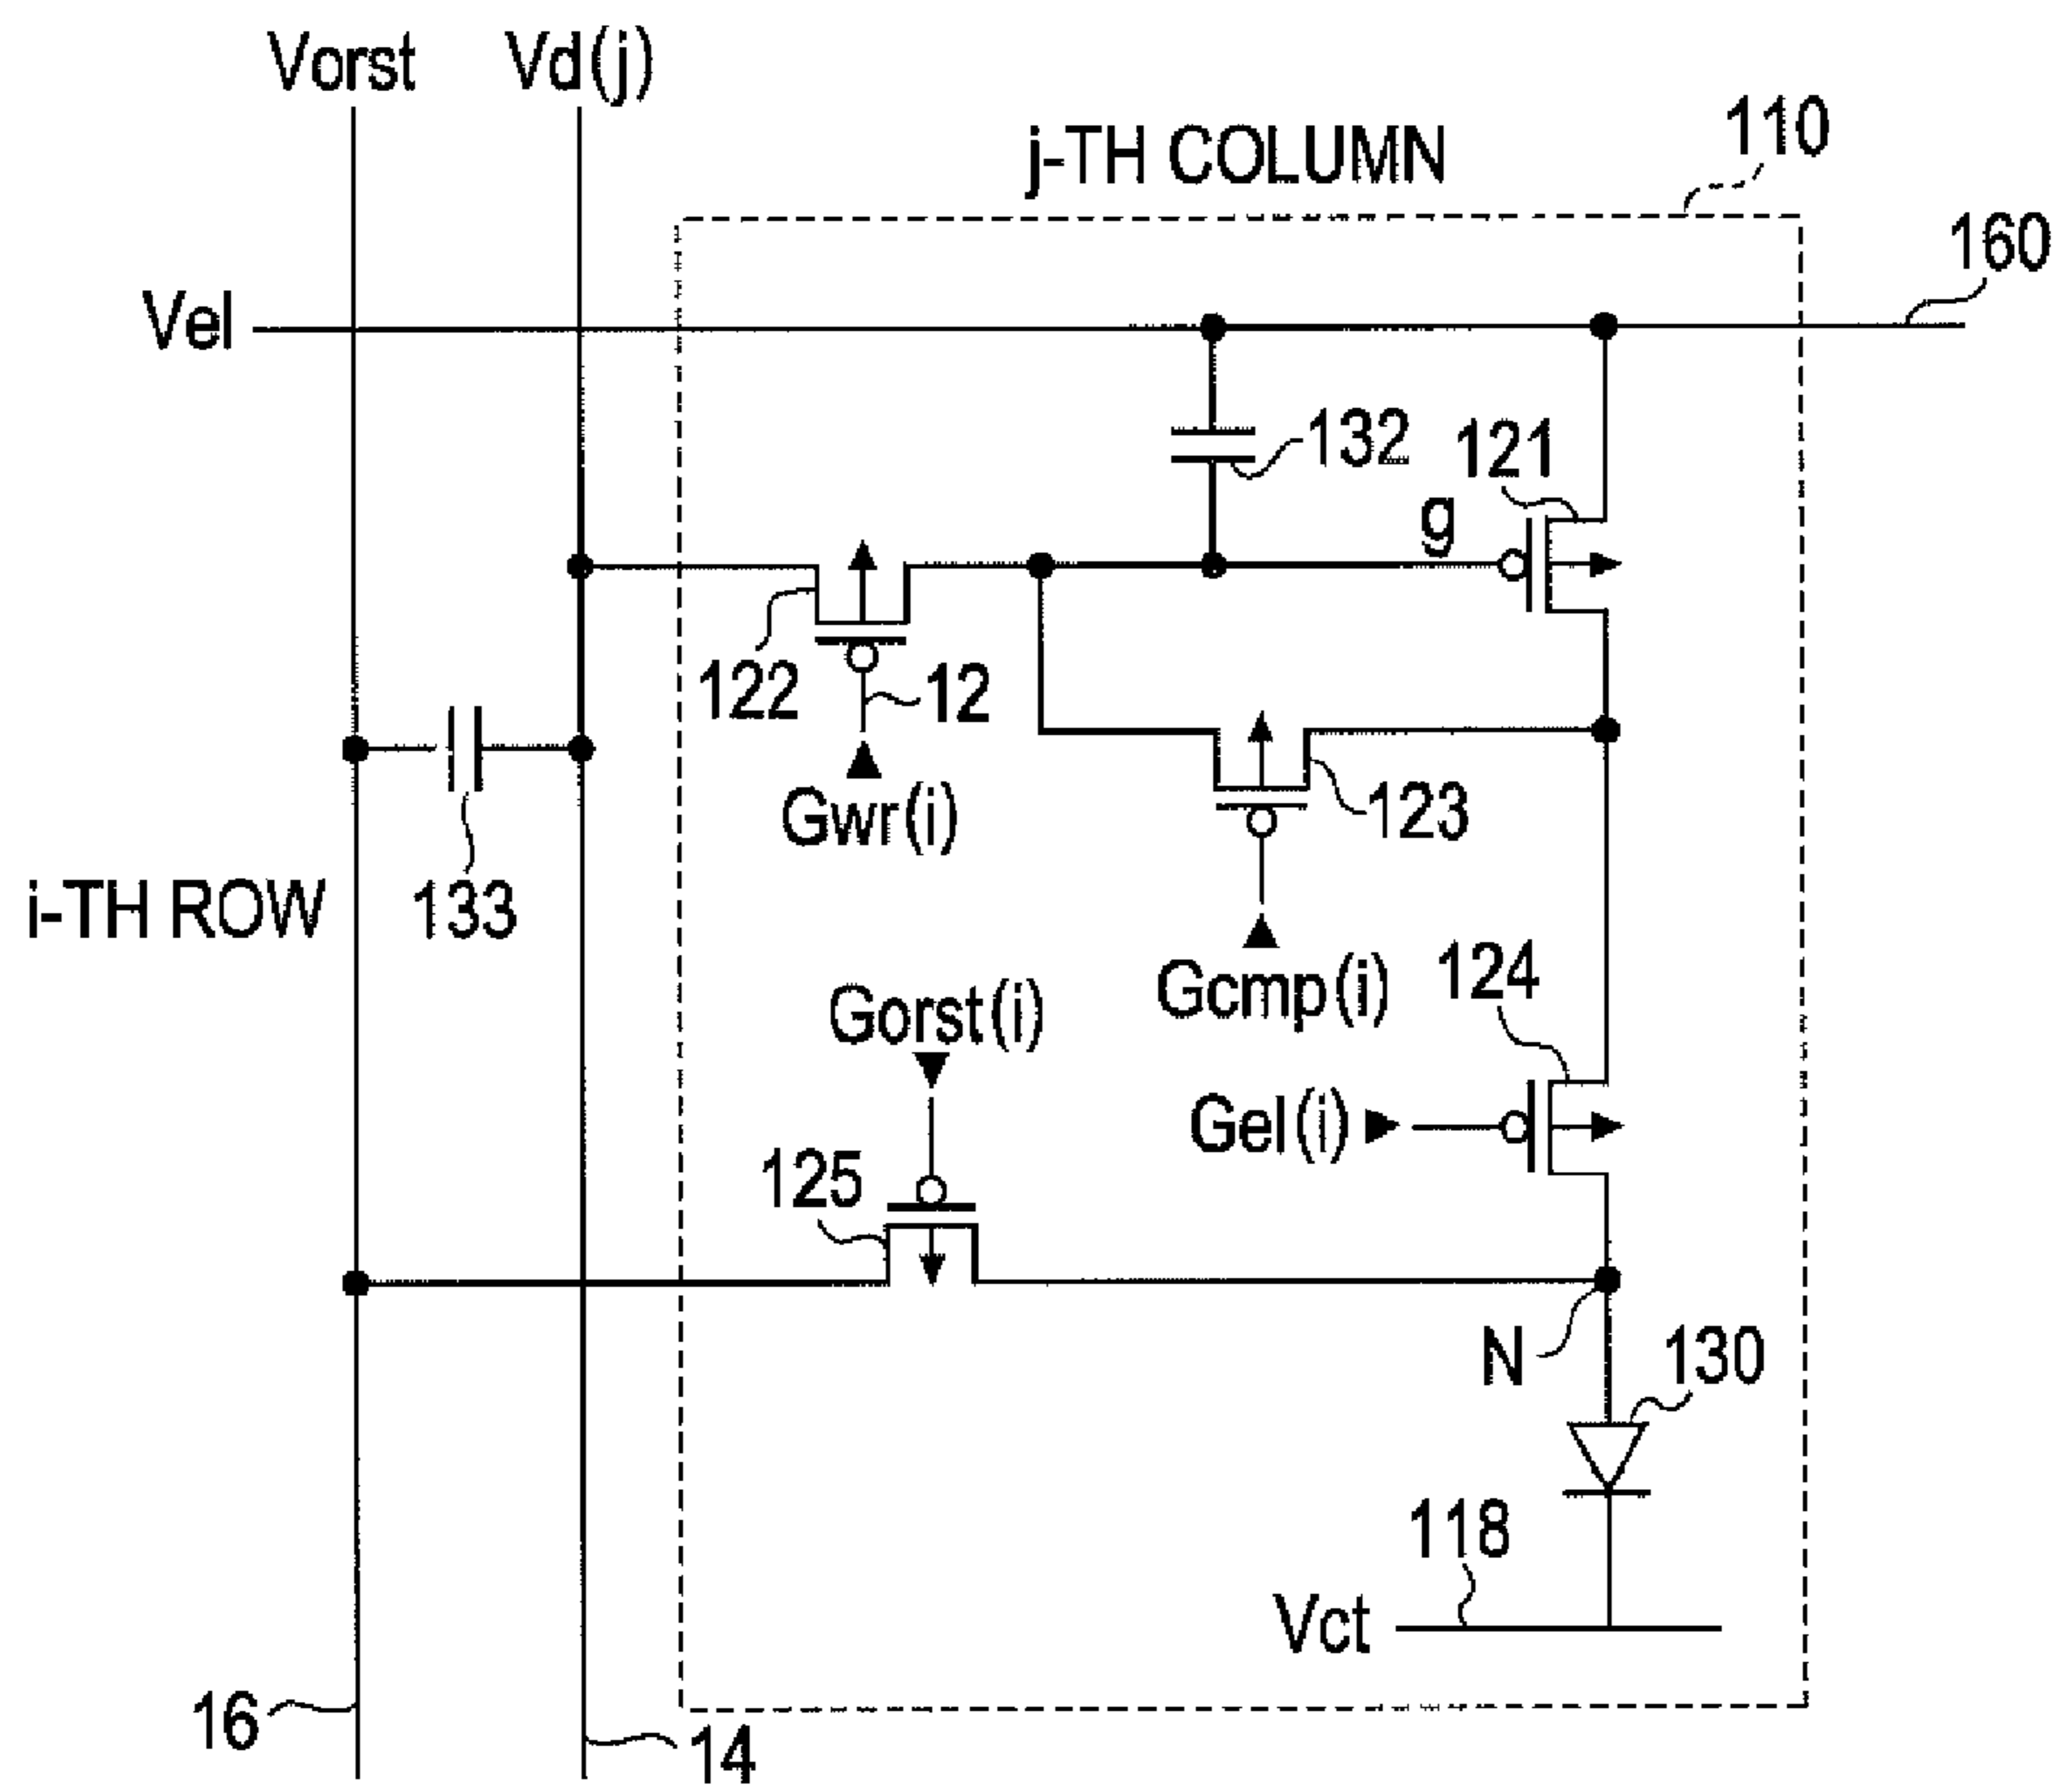 Vorst
Vd(j)
j-TH COLUMN
110
160
Vel
132
121
g
122
12
Gwr(i)
123
i-TH ROW
133
Gcmp(i)
124
Gorst(i)
Gel(i)
125
N
130
118
Vct
16
14